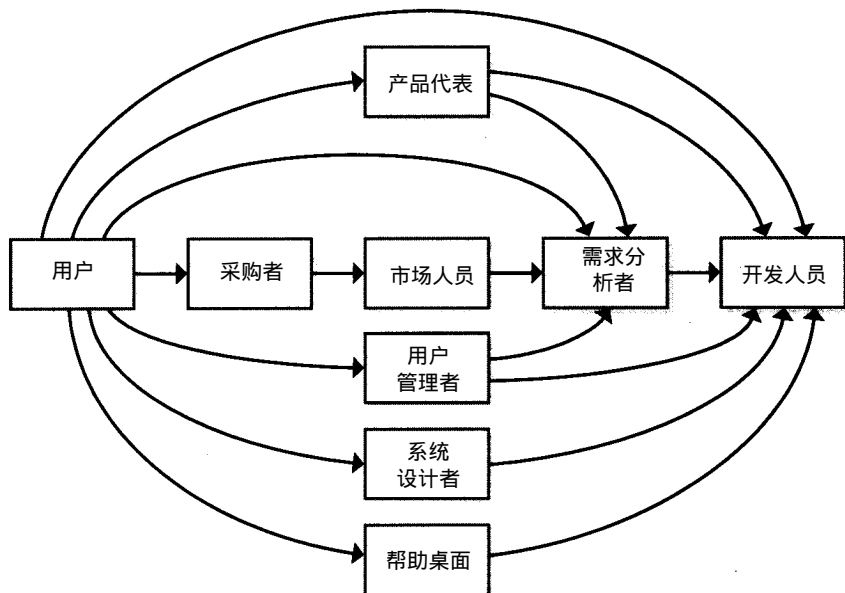 产品代表
用户
采购者
市场人员
需求分
析者
开发人员
用户
管理者
系统
设计者
帮助桌面